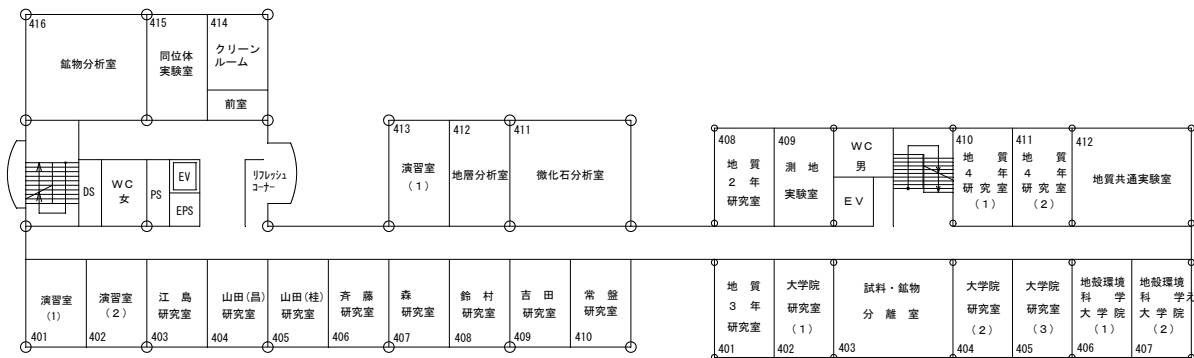 416
鉱物分析室
415
同位体
実験室
414
クリーン
ルーム
前室
DS
WC
女
PS
EV
EPS
リフレッシュ
コーナー
413
演習室
(1)
412
地層分析室
411
微化石分析室
408
地質
2年
研究室
409
測地
実験室
WC
男
EV
410
地質
4年
研究室
(1)
411
地質
4年
研究室
(2)
412
地質共通実験室
演習室
(1)
401
演習室
(2)
402
江島
研究室
403
山田(昌)
研究室
404
山田(桂)
研究室
405
斉藤
研究室
406
森
研究室
407
鈴村
研究室
408
吉田
研究室
409
常盤
研究室
410
地質
3年
研究室
401
大学院
研究室
(1)
402
試料・鉱物
分離室
403
大学院
研究室
(2)
404
大学院
研究室
(3)
405
地殻環境
科学
大学院
(1)
406
地殻環境
科学え
大学院
(2)
407